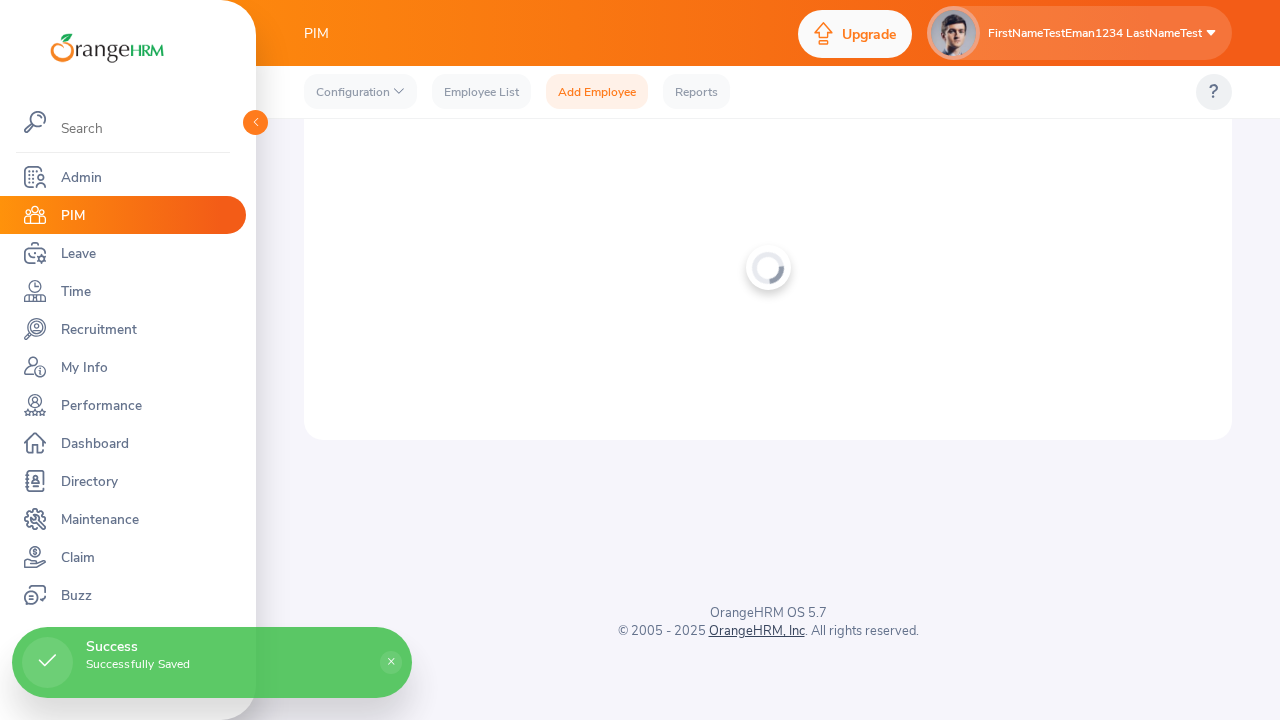 OrangeHRM
PIM
Upgrade
FirstNameTestEman1234 LastNameTest
Configuration
Employee List
Add Employee
Reports
?
Search
Admin
PIM
Leave
Time
Recruitment
My Info
Performance
Dashboard
Directory
Maintenance
Claim
Buzz
Success
Successfully Saved
×
OrangeHRM OS 5.7
© 2005 - 2025 OrangeHRM, Inc. All rights reserved.